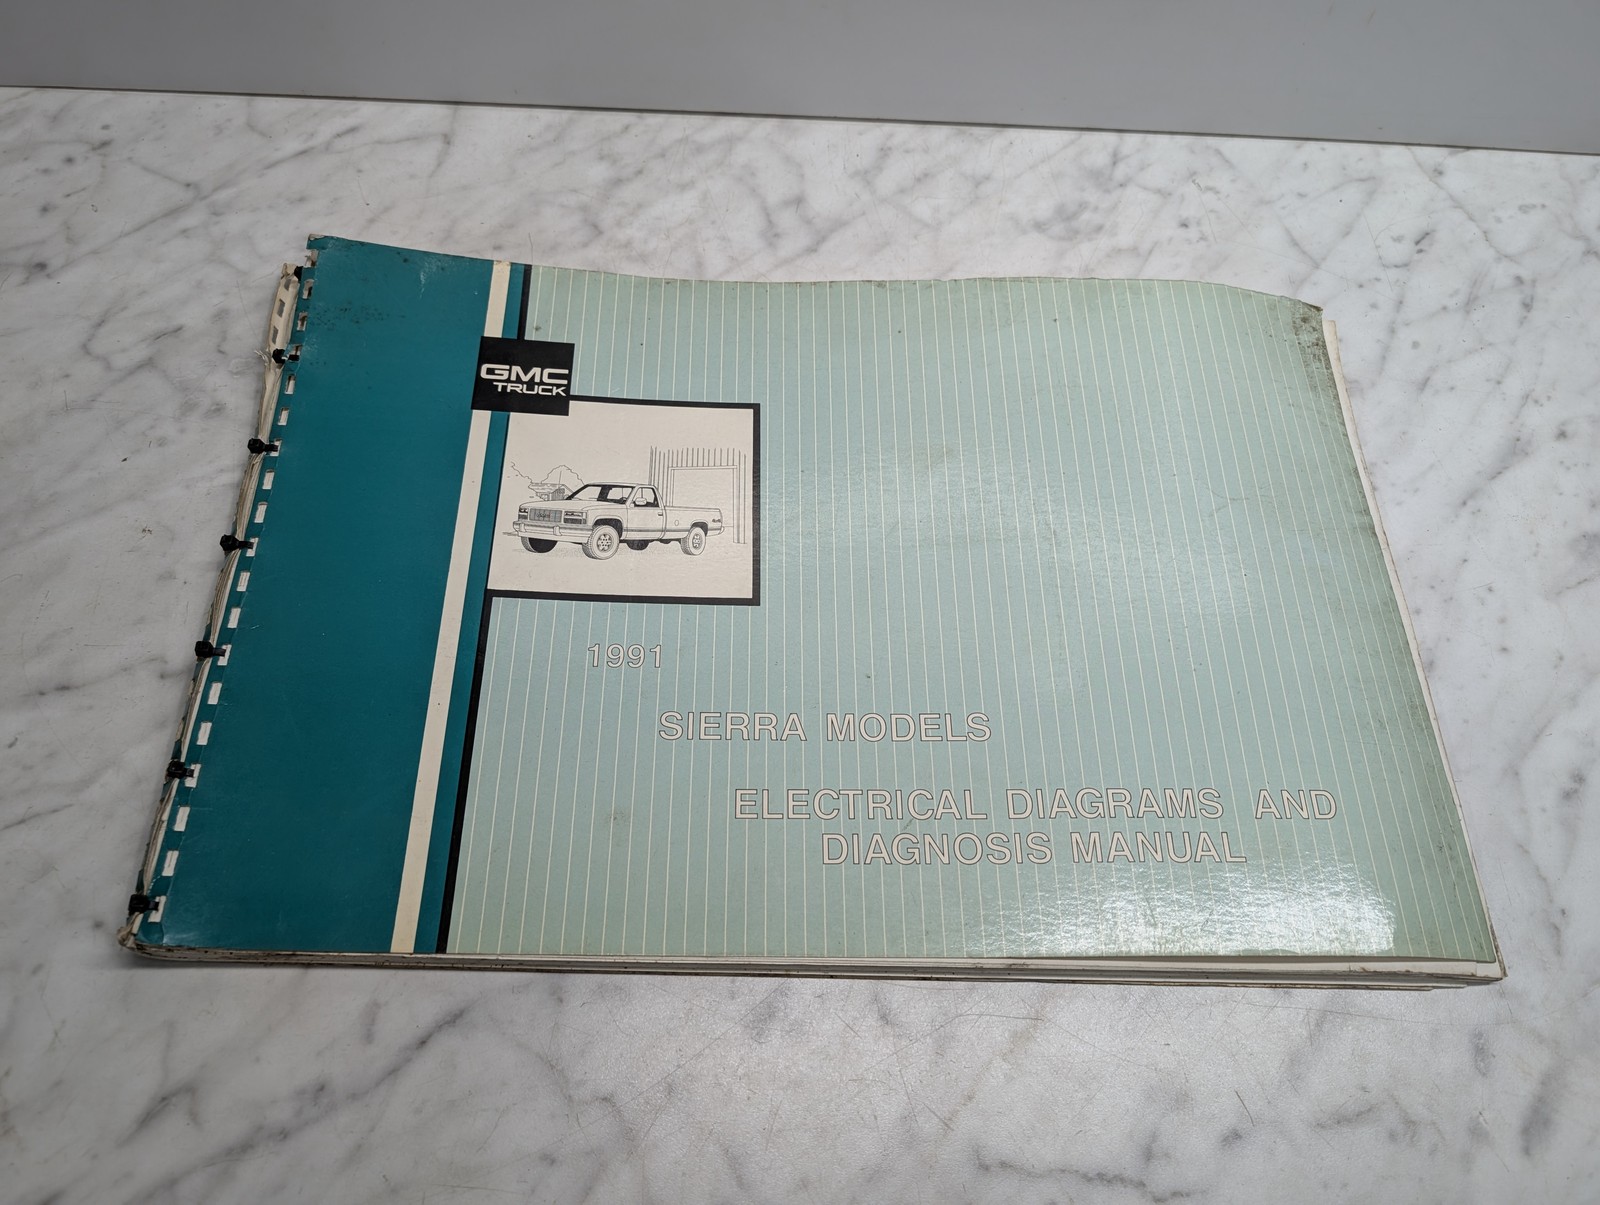 GMC
TRUCK
1991
SIERRA MODELS
ELECTRICAL DIAGRAMS AND
DIAGNOSIS MANUAL